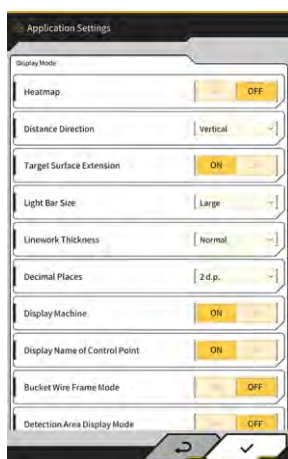 Application Settings
Display Mode
Heatmap OFF
Distance Direction Vertical
Target Surface Extension ON
Light Bar Size Large
Linework Thickness Normal
Decimal Places 2 d.p.
Display Machine ON
Display Name of Control Point ON
Bucket Wire Frame Mode OFF
Detection Area Display Mode OFF